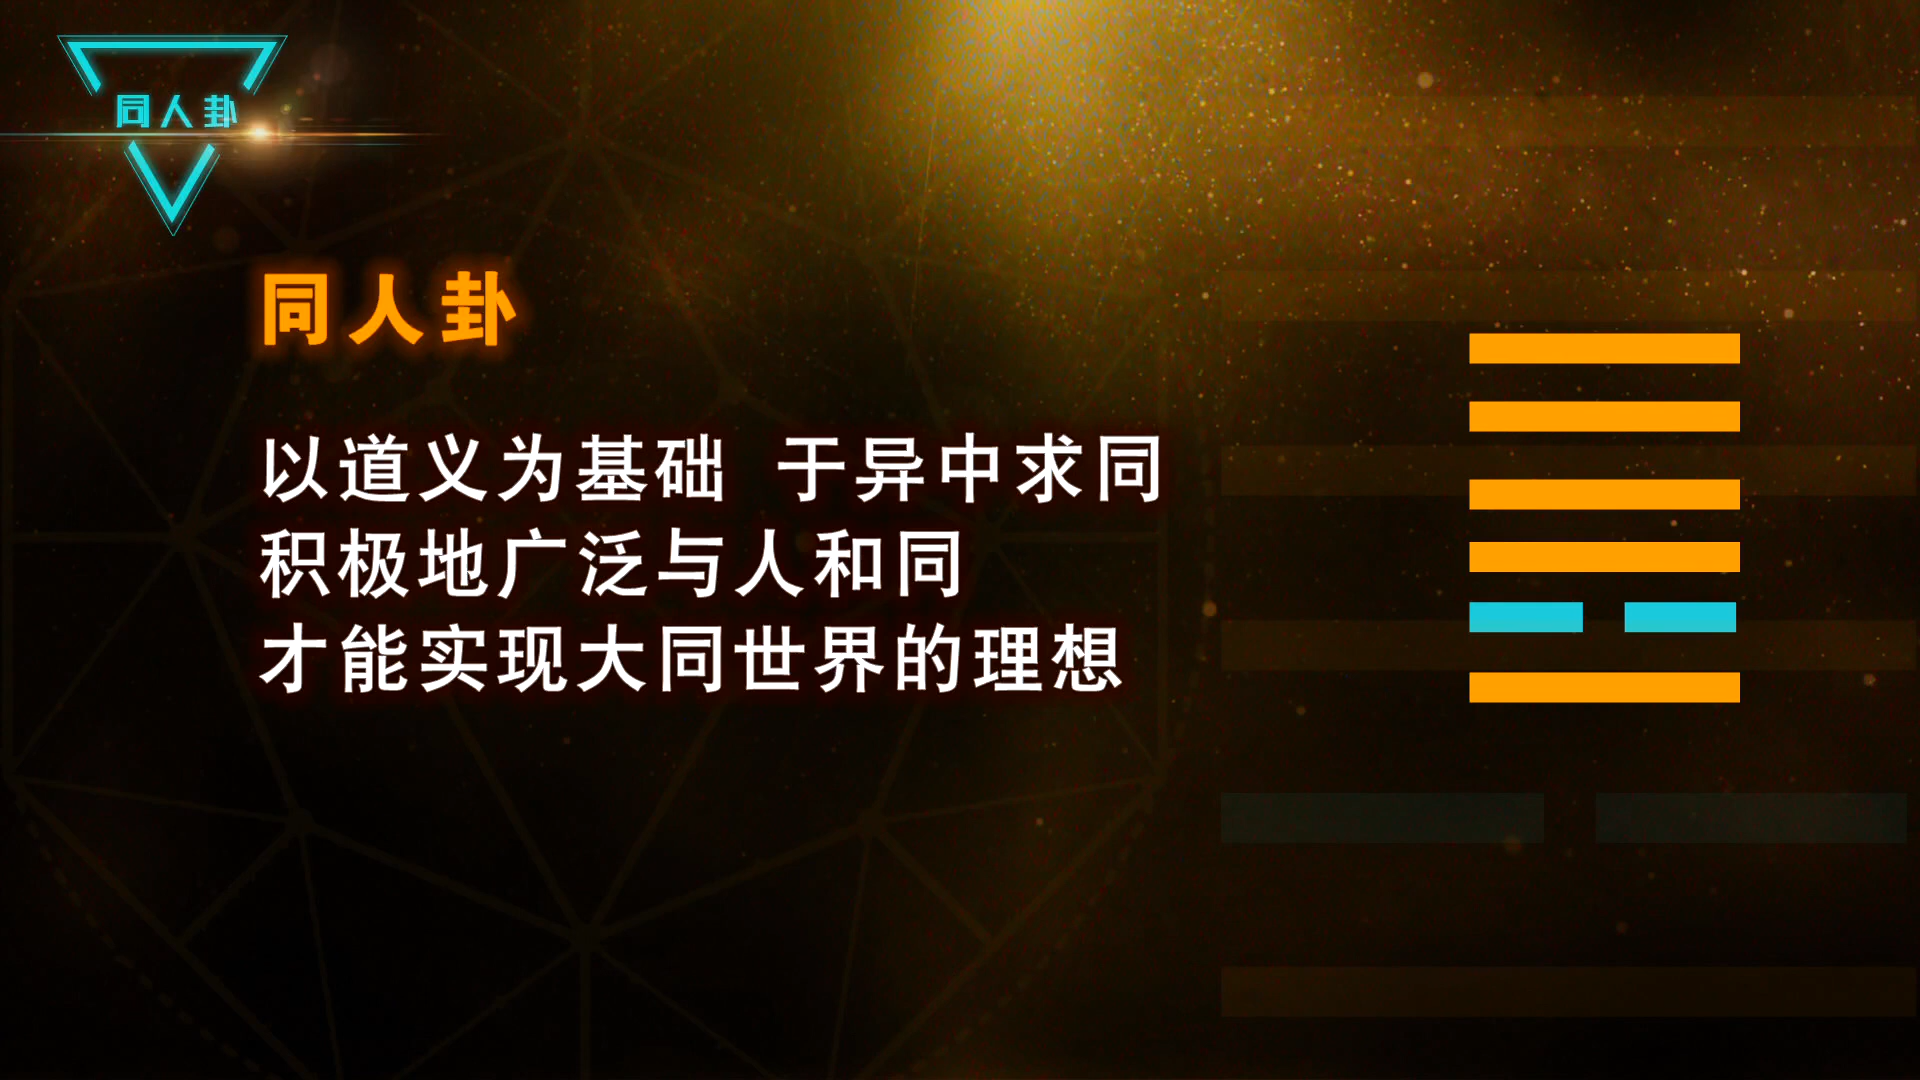 同人卦
同人卦
以道义为基础 于异中求同
积极地广泛与人和同
才能实现大同世界的理想